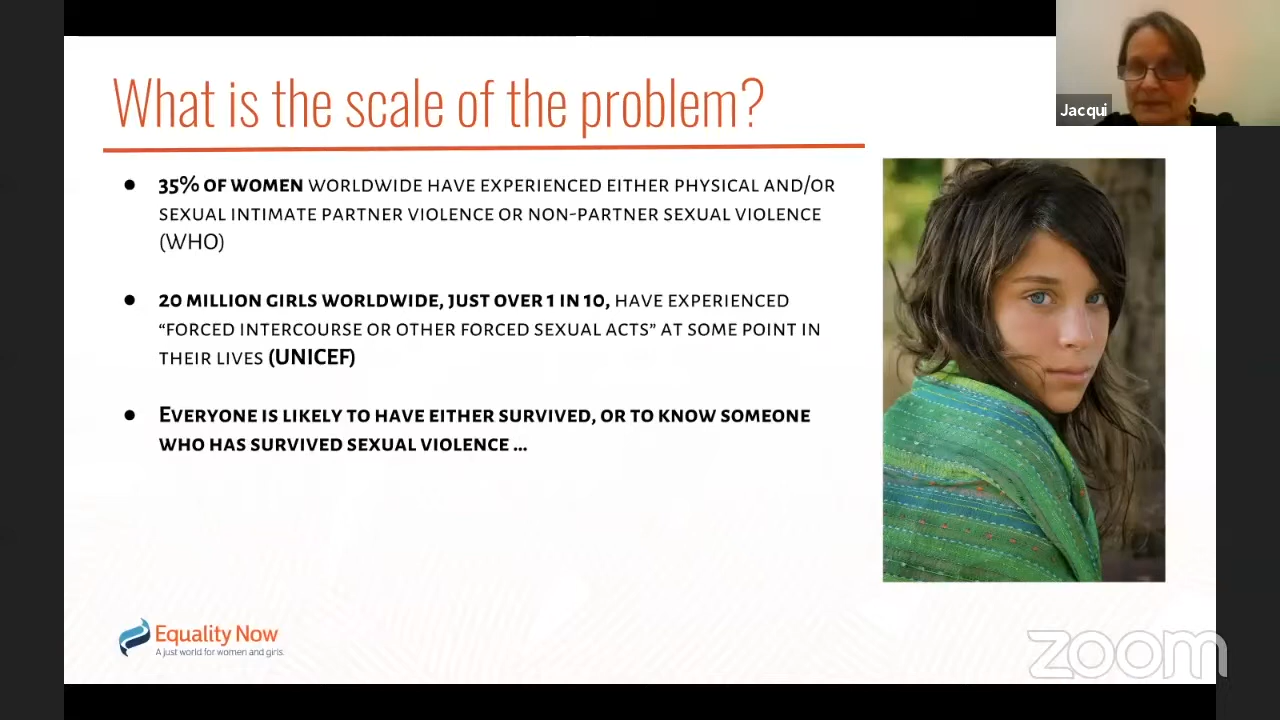 What is the scale of the problem?
Jacqui
● 35% OF WOMEN WORLDWIDE HAVE EXPERIENCED EITHER PHYSICAL AND/OR
SEXUAL INTIMATE PARTNER VIOLENCE OR NON-PARTNER SEXUAL VIOLENCE
(WHO)
● 20 MILLION GIRLS WORLDWIDE, JUST OVER 1 IN 10, HAVE EXPERIENCED
“FORCED INTERCOURSE OR OTHER FORCED SEXUAL ACTS” AT SOME POINT IN
THEIR LIVES (UNICEF)
● EVERYONE IS LIKELY TO HAVE EITHER SURVIVED, OR TO KNOW SOMEONE
WHO HAS SURVIVED SEXUAL VIOLENCE ...
Equality Now
A just world for women and girls
zoom